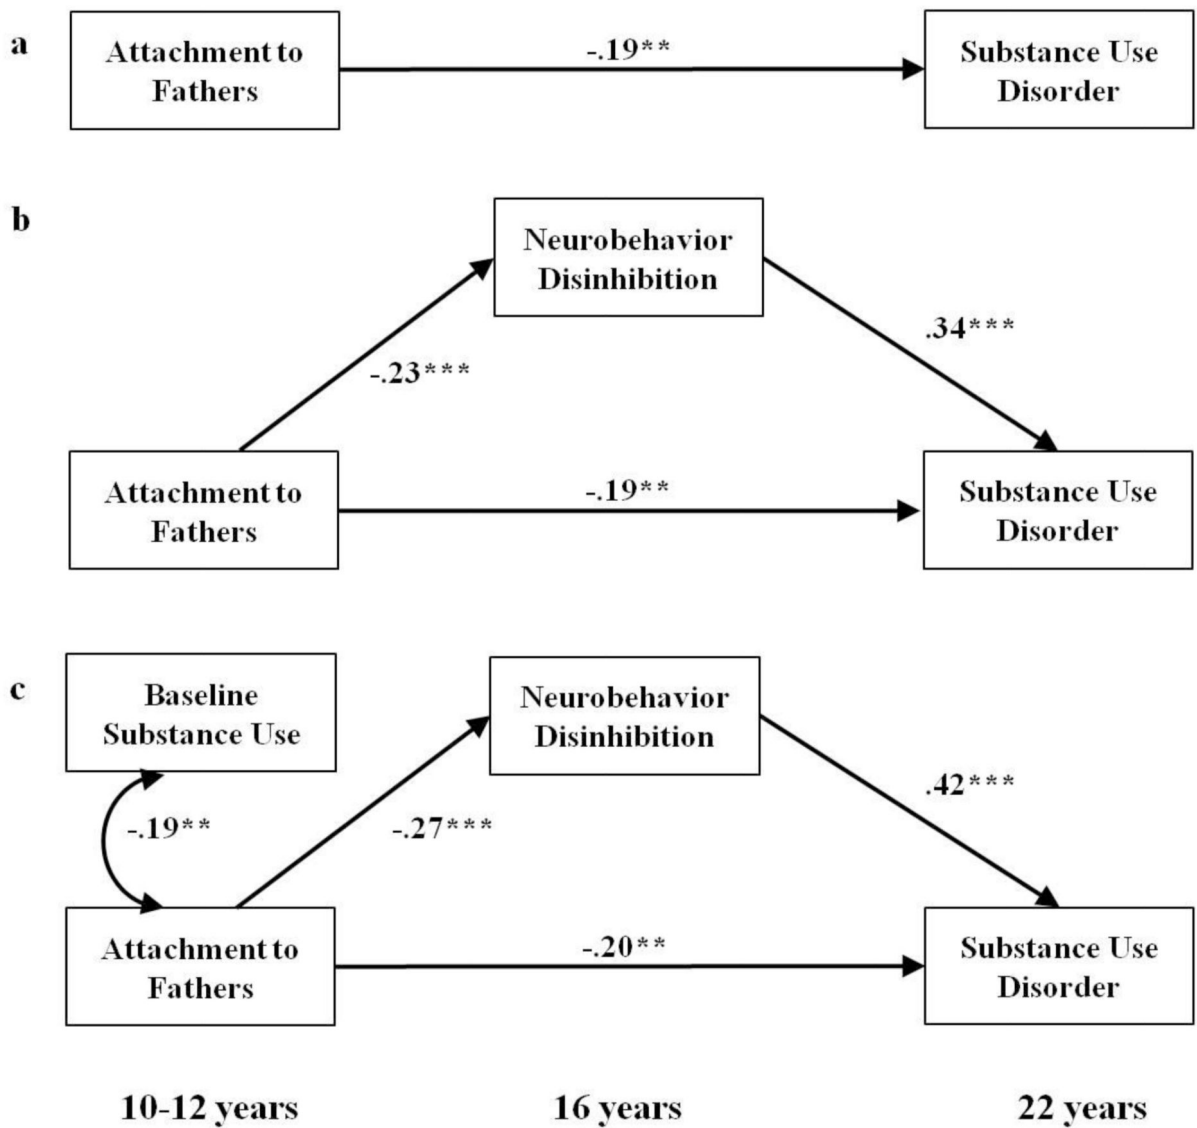 a
Attachment to
Fathers
-.19**
Substance Use
Disorder
b
Neurobehavior
Disinhibition
-.23***
.34***
Attachment to
Fathers
-.19**
Substance Use
Disorder
c
Baseline
Substance Use
Neurobehavior
Disinhibition
-.19**
-.27***
.42***
Attachment to
Fathers
-.20**
Substance Use
Disorder
10-12 years
16 years
22 years